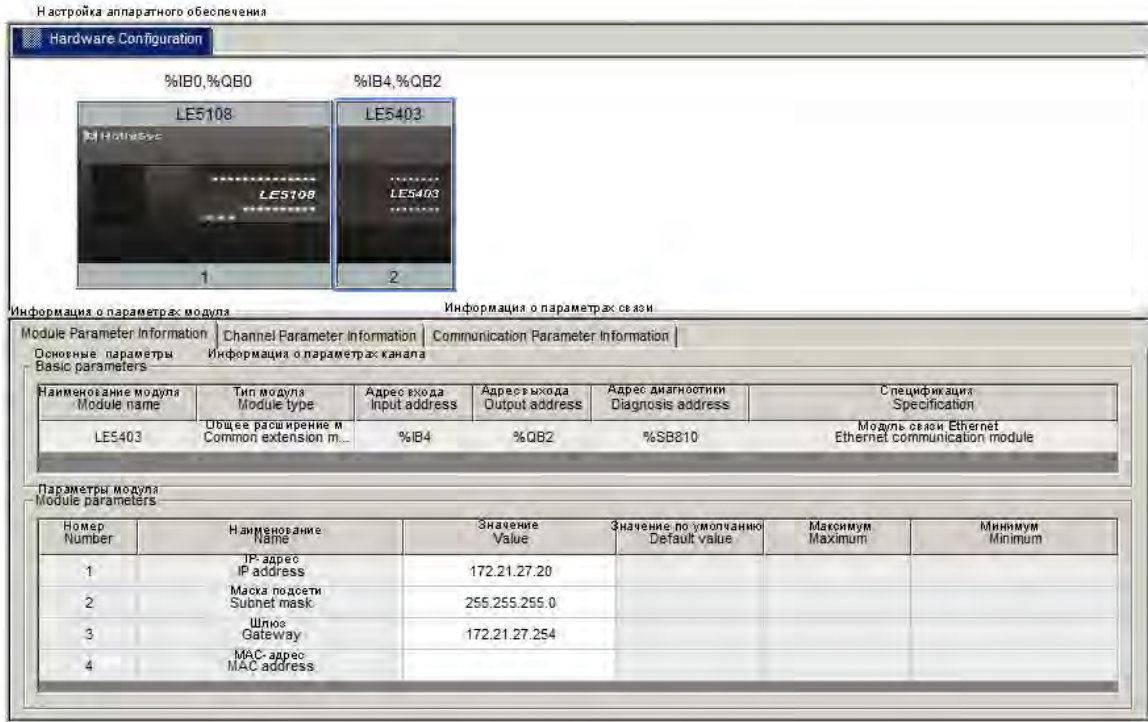 Настройка аппаратного обеспечения
Hardware Configuration
%IB0,%QB0 %IB4,%QB2
LE5108 LE5403
HollySys
LE5108 LE5403
1 2
Информация о параметрах модуля Информация о параметрах связи
Module Parameter Information Channel Parameter Information Communication Parameter Information
Основные параметры Информация о параметрах канала
Basic parameters
Наименование модуля Тип модуля Адрес входа Адрес выхода Адрес диагностики Спецификация
Module name Module type Input address Output address Diagnosis address Specification
Общее расширение м Модуль связи Ethernet
LE5403 Common extension m... %IB4 %QB2 %SB810 Ethernet communication module
Параметры модуля
Module parameters
Номер Наименование Значение Значение по умолчанию Максимум Минимум
Number Name Value Default value Maximum Minimum
IP-адрес
1 IP address 172.21.27.20
Маска подсети
2 Subnet mask 255.255.255.0
Шлюз
3 Gateway 172.21.27.254
MAC-адрес
4 MAC address